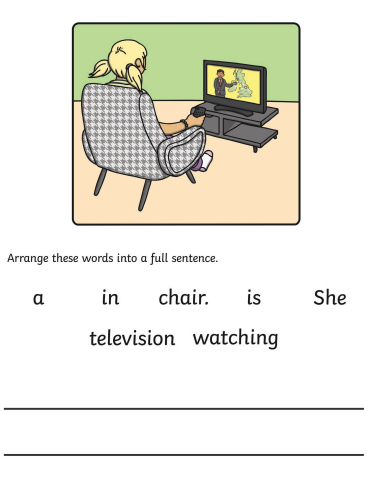 Arrange these words into a full sentence.
a in chair. is She
television watching